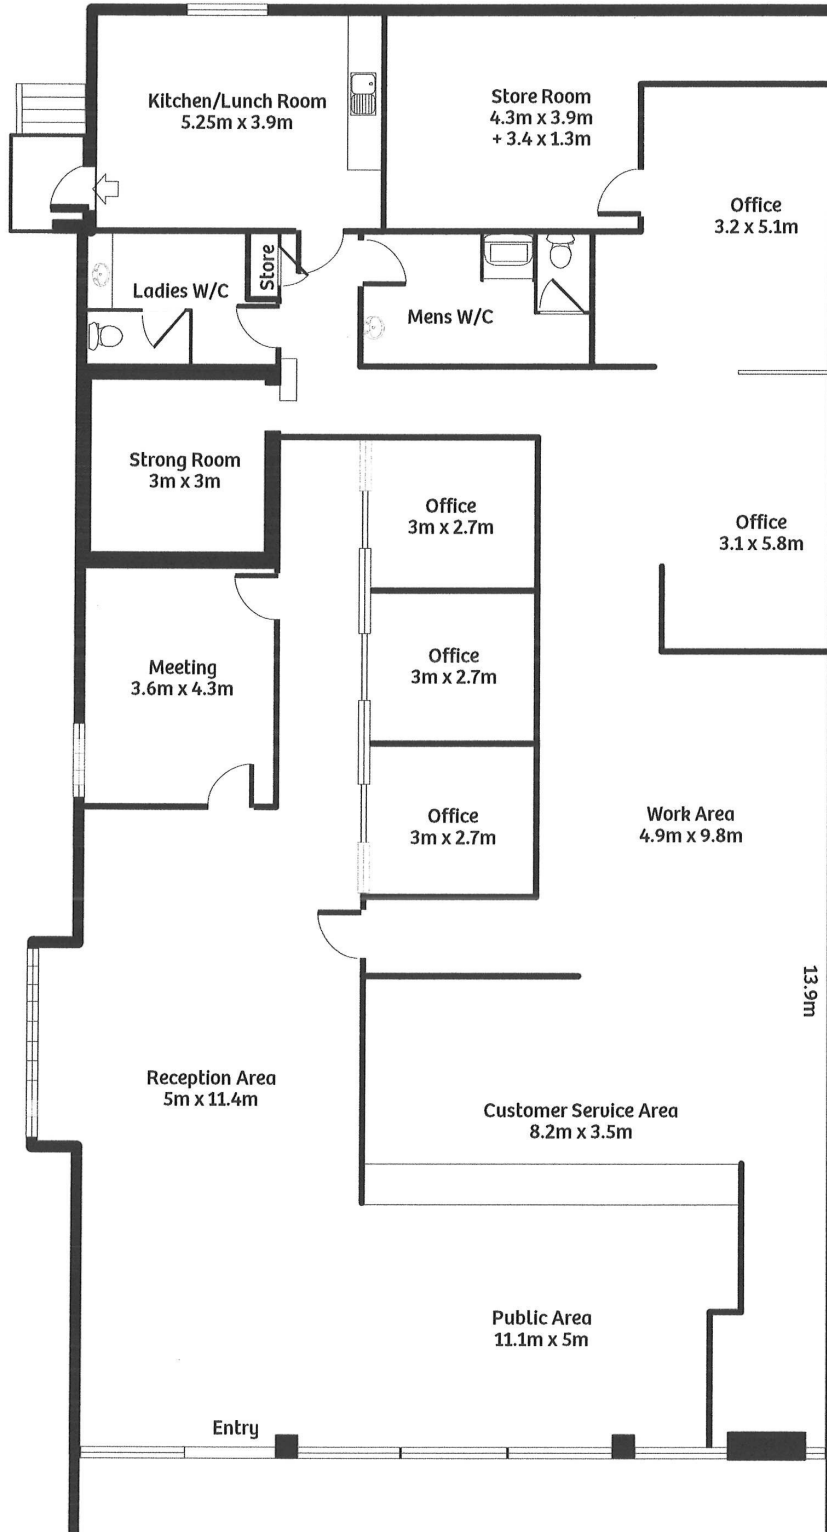 Kitchen/Lunch Room
5.25m x 3.9m
Store Room
4.3m x 3.9m
+ 3.4 x 1.3m
Office
3.2 x 5.1m
Store
Ladies W/C
Mens W/C
Strong Room
3m x 3m
Office
3m x 2.7m
Office
3.1 x 5.8m
Meeting
3.6m x 4.3m
Office
3m x 2.7m
Office
3m x 2.7m
Work Area
4.9m x 9.8m
13.9m
Reception Area
5m x 11.4m
Customer Service Area
8.2m x 3.5m
Public Area
11.1m x 5m
Entry